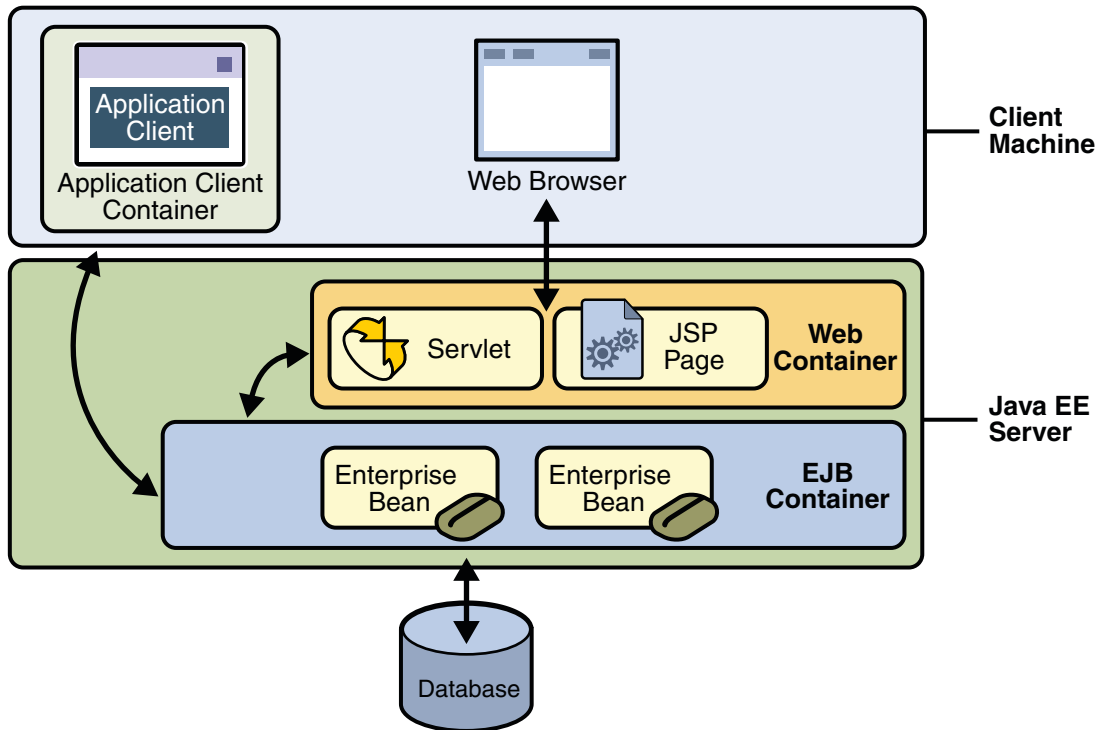 Application
Client
Application Client
Container
Web Browser
Client
Machine
Servlet
JSP
Page
Web
Container
Java EE
Server
Enterprise
Bean
Enterprise
Bean
EJB
Container
Database